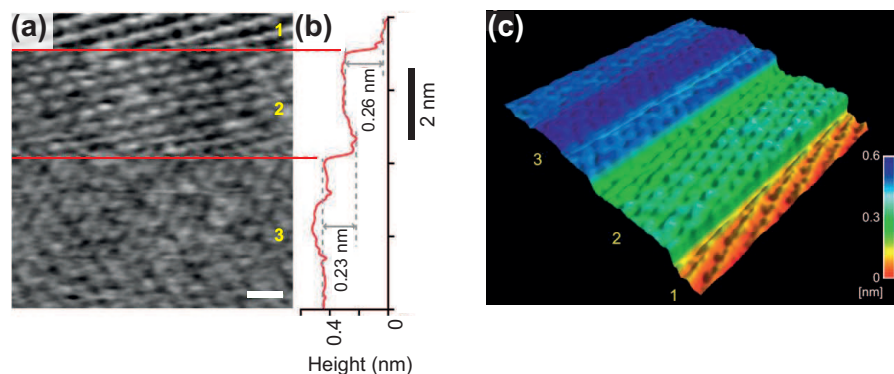 (a)
1
2
3
(b)
0.26 nm
0.23 nm
2 nm
0.4
0
Height (nm)
(c)
3
2
1
0.6
0.3
0
[nm]